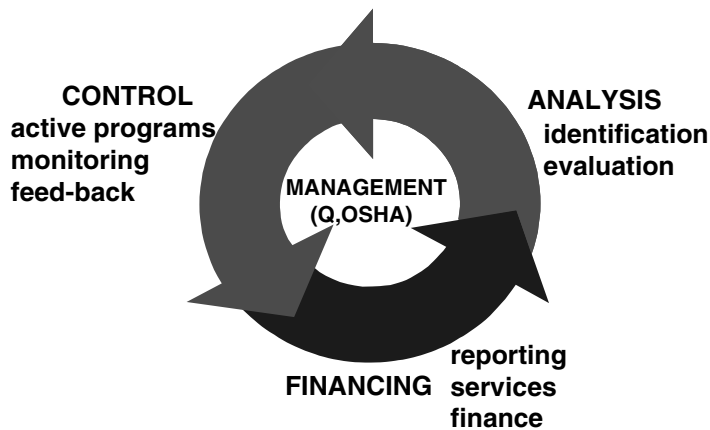 CONTROL
active programs
monitoring
feed-back
ANALYSIS
identification
evaluation
MANAGEMENT
(Q,OSHA)
FINANCING
reporting
services
finance